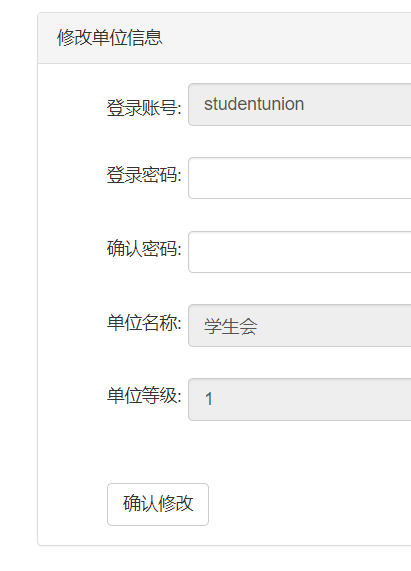 修改单位信息
登录账号: studentunion
登录密码:
确认密码:
单位名称: 学生会
单位等级: 1
确认修改